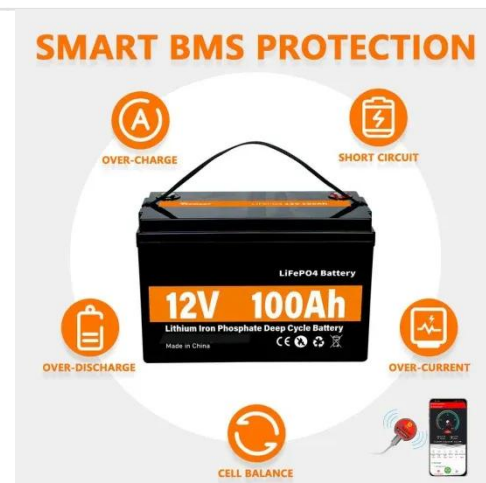 SMART BMS PROTECTION
OVER-CHARGE
SHORT CIRCUIT
LiFePO4 Battery
12V 100Ah
Lithium Iron Phosphate Deep Cycle Battery
Made in China
CE
OVER-DISCHARGE
OVER-CURRENT
CELL BALANCE